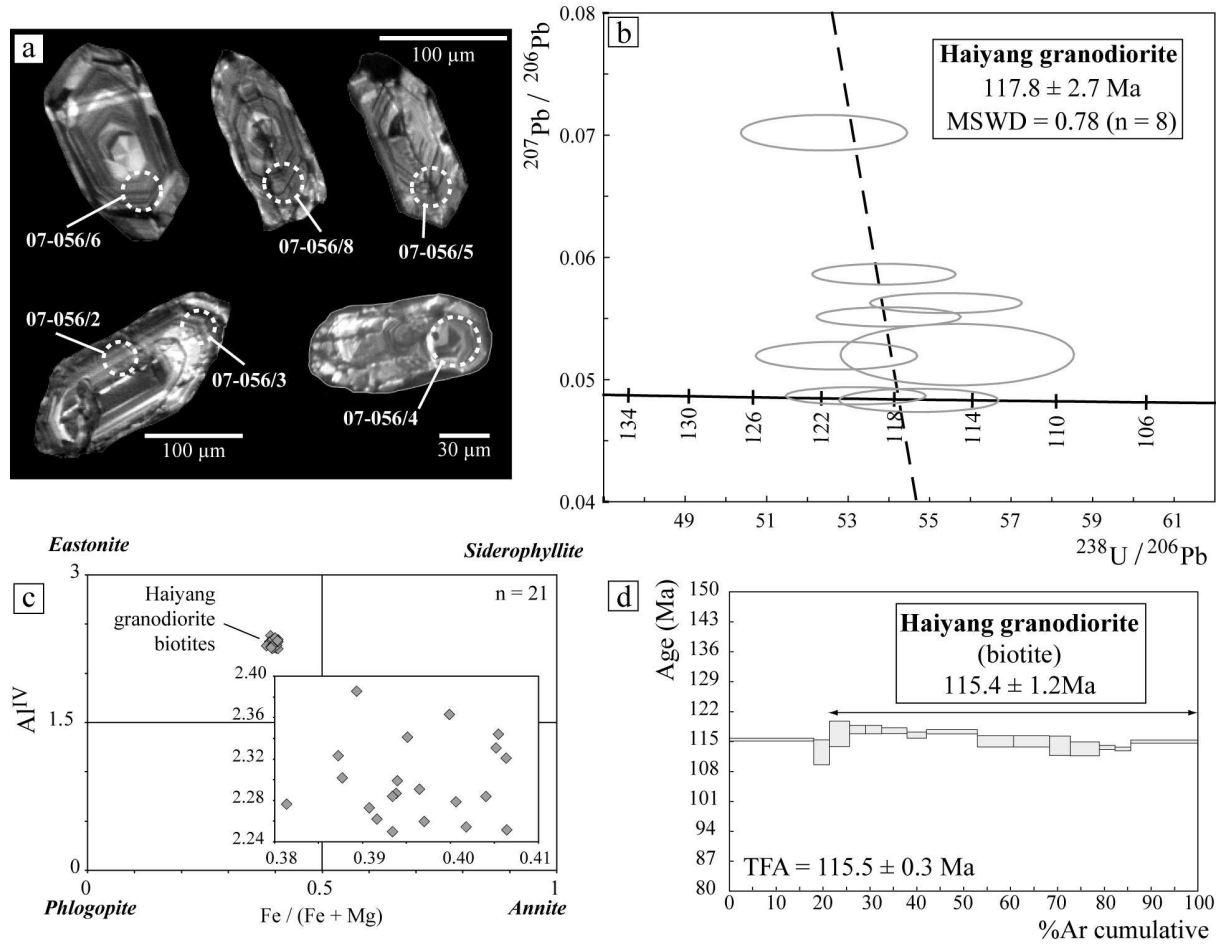 a
100 µm
07-056/6
07-056/8
07-056/5
07-056/2
07-056/3
07-056/4
100 µm
30 µm
b
207Pb / 206Pb
0.08
0.07
0.06
0.05
0.04
Haiyang granodiorite
117.8 ± 2.7 Ma
MSWD = 0.78 (n = 8)
134 130 126 122 118 114 110 106
49 51 53 55 57 59 61
238U / 206Pb
c
Eastonite
Siderophyllite
n = 21
Haiyang
granodiorite
biotites
AlIV
3
1.5
0
2.40
2.36
2.32
2.28
2.24
0.38 0.39 0.40 0.41
0 0.5 1
Phlogopite
Fe / (Fe + Mg)
Annite
d
Age (Ma)
150
143
136
129
122
115
108
101
94
87
80
Haiyang granodiorite
(biotite)
115.4 ± 1.2Ma
TFA = 115.5 ± 0.3 Ma
0 10 20 30 40 50 60 70 80 90 100
%Ar cumulative